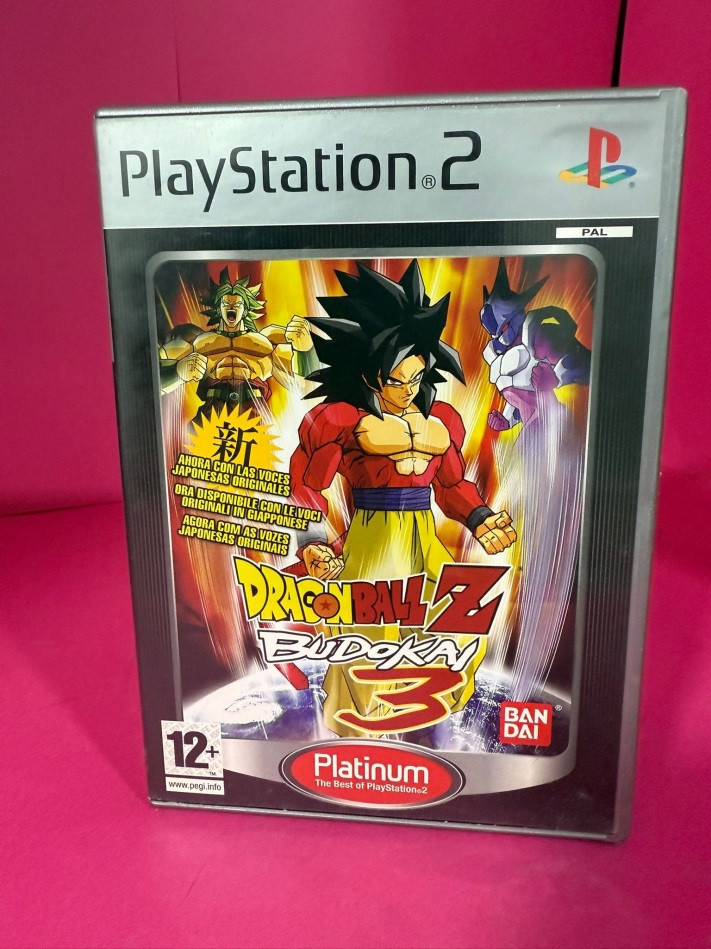 PlayStation®2
PAL
新
AHORA CON LAS VOCES
JAPONESAS ORIGINALES
ORA DISPONIBILE CON LE VOCI
ORIGINALI IN GIAPPONESE
AGORA COM AS VOZES
JAPONESAS ORIGINAIS
DRAGONBALL Z
BUDOKAI
3
BAN
DAI
®
12+
™
www.pegi.info
Platinum
The Best of PlayStation®2